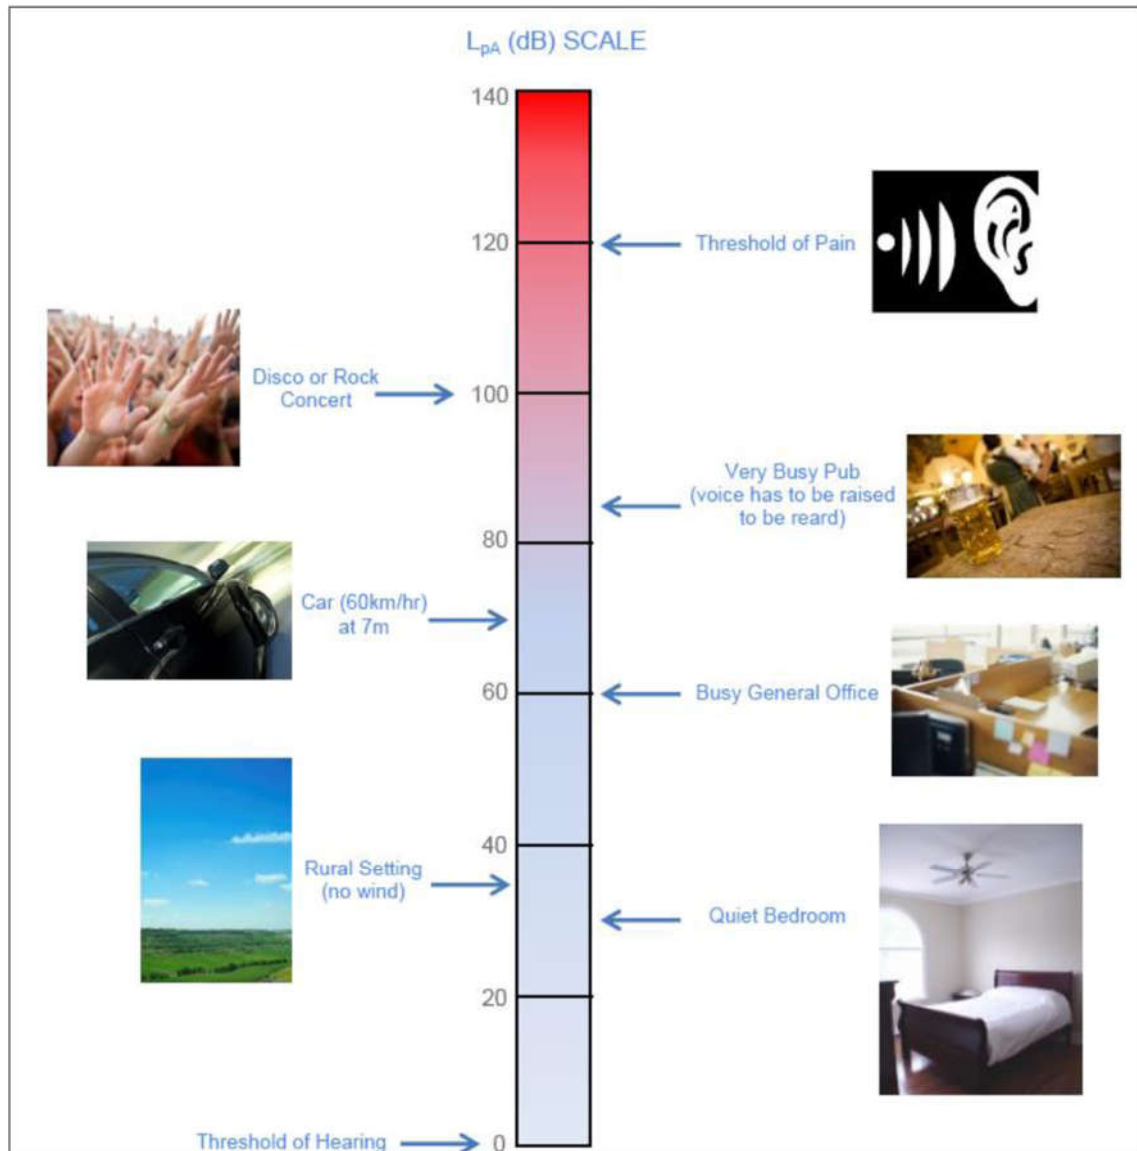 LpA (dB) SCALE
140
120
Threshold of Pain
Disco or Rock
Concert
100
Very Busy Pub
(voice has to be raised
to be reard)
80
Car (60km/hr)
at 7m
60
Busy General Office
40
Rural Setting
(no wind)
Quiet Bedroom
20
Threshold of Hearing
0